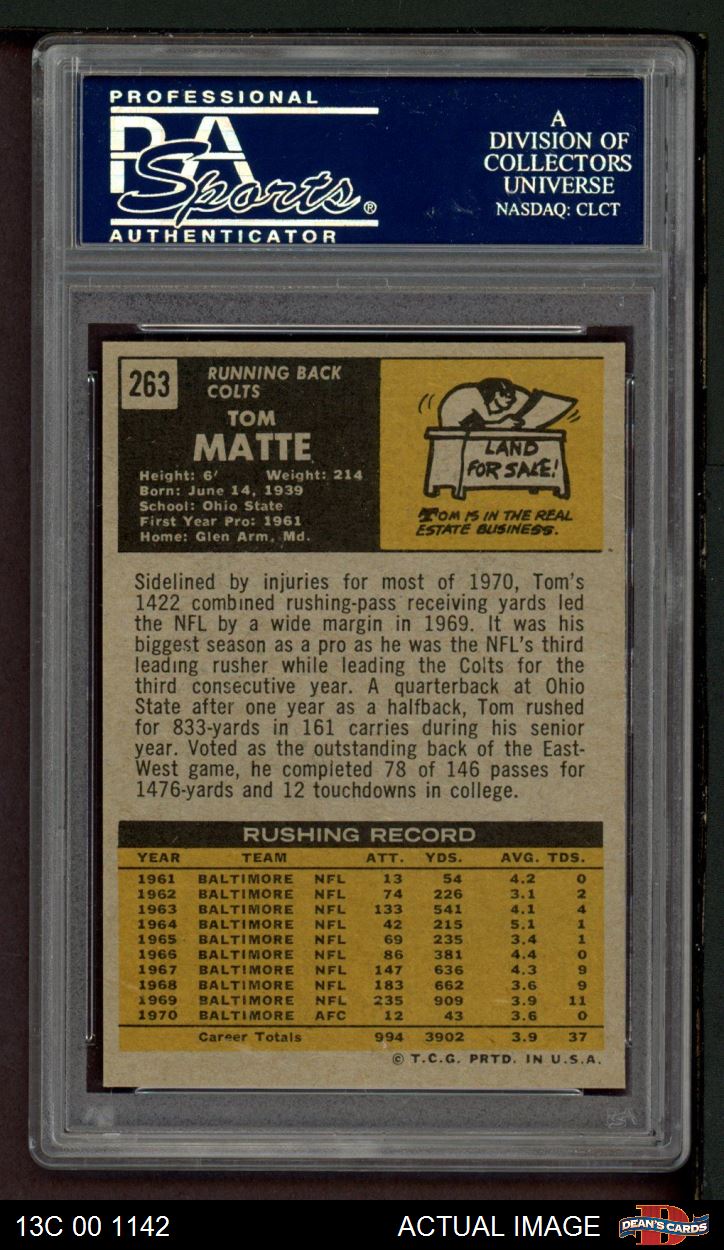 PROFESSIONAL
PSA
Sports®
AUTHENTICATOR
A
DIVISION OF
COLLECTORS
UNIVERSE
NASDAQ: CLCT
263
RUNNING BACK
COLTS
TOM
MATTE
Height: 6' Weight: 214
Born: June 14, 1939
School: Ohio State
First Year Pro: 1961
Home: Glen Arm, Md.
LAND
FOR SALE!
TOM IS IN THE REAL
ESTATE BUSINESS.
Sidelined by injuries for most of 1970, Tom's
1422 combined rushing-pass receiving yards led
the NFL by a wide margin in 1969. It was his
biggest season as a pro as he was the NFL's third
leading rusher while leading the Colts for the
third consecutive year. A quarterback at Ohio
State after one year as a halfback, Tom rushed
for 833-yards in 161 carries during his senior
year. Voted as the outstanding back of the East-
West game, he completed 78 of 146 passes for
1476-yards and 12 touchdowns in college.
RUSHING RECORD
YEAR TEAM ATT. YDS. AVG. TDS.
1961 BALTIMORE NFL 13 54 4.2 0
1962 BALTIMORE NFL 74 226 3.1 2
1963 BALTIMORE NFL 133 541 4.1 4
1964 BALTIMORE NFL 42 215 5.1 1
1965 BALTIMORE NFL 69 235 3.4 1
1966 BALTIMORE NFL 86 381 4.4 0
1967 BALTIMORE NFL 147 636 4.3 9
1968 BALTIMORE NFL 183 662 3.6 9
1969 BALTIMORE NFL 235 909 3.9 11
1970 BALTIMORE AFC 12 43 3.6 0
Career Totals 994 3902 3.9 37
© T.C.G. PRTD. IN U.S.A.
PSA
13C 00 1142
ACTUAL IMAGE
DEAN'S CARDS